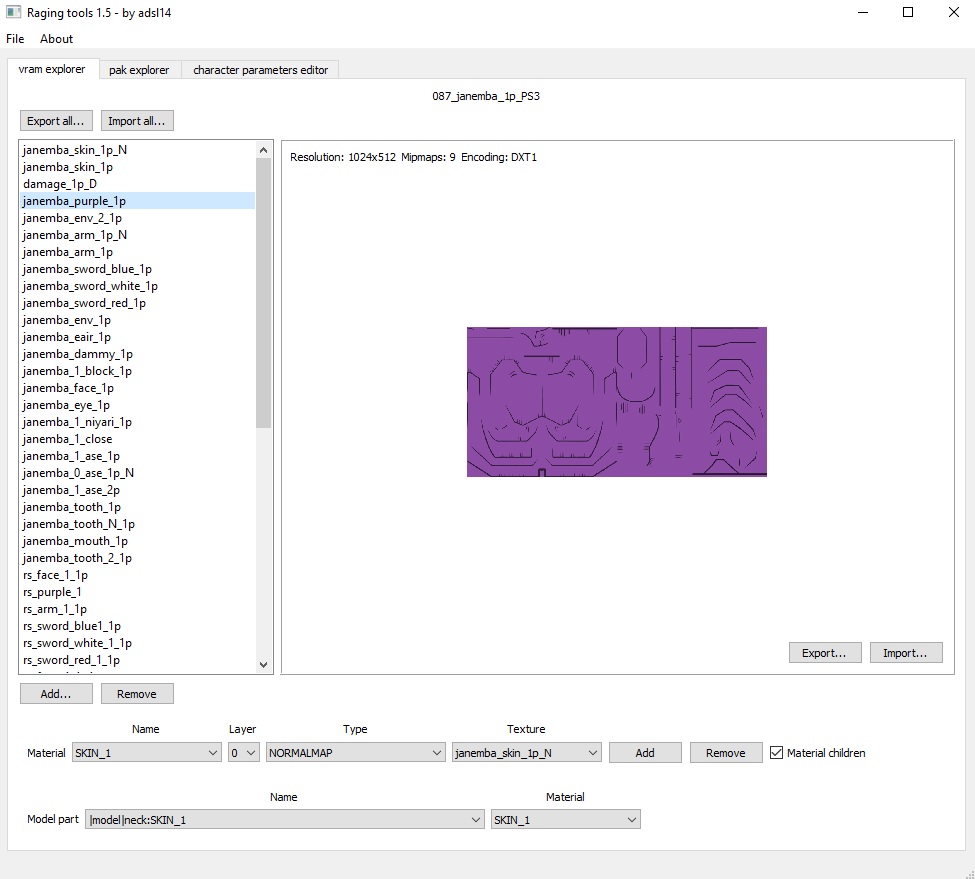 Raging tools 1.5 - by adsl14
File About
vram explorer pak explorer character parameters editor
087_janemba_1p_PS3
Export all... Import all...
Resolution: 1024x512 Mipmaps: 9 Encoding: DXT1
janemba_skin_1p_N
janemba_skin_1p
damage_1p_D
janemba_purple_1p
janemba_env_2_1p
janemba_arm_1p_N
janemba_arm_1p
janemba_sword_blue_1p
janemba_sword_white_1p
janemba_sword_red_1p
janemba_env_1p
janemba_eair_1p
janemba_dammy_1p
janemba_1_block_1p
janemba_face_1p
janemba_eye_1p
janemba_1_niyari_1p
janemba_1_close
janemba_1_ase_1p
janemba_0_ase_1p_N
janemba_1_ase_2p
janemba_tooth_1p
janemba_tooth_N_1p
janemba_mouth_1p
janemba_tooth_2_1p
rs_face_1_1p
rs_purple_1
rs_arm_1_1p
rs_sword_blue1_1p
rs_sword_white_1_1p
rs_sword_red_1_1p
Export... Import...
Add... Remove
Name Layer Type Texture
Material SKIN_1 0 NORMALMAP janemba_skin_1p_N Add Remove Material children
Name Material
Model part |model|neck:SKIN_1 SKIN_1